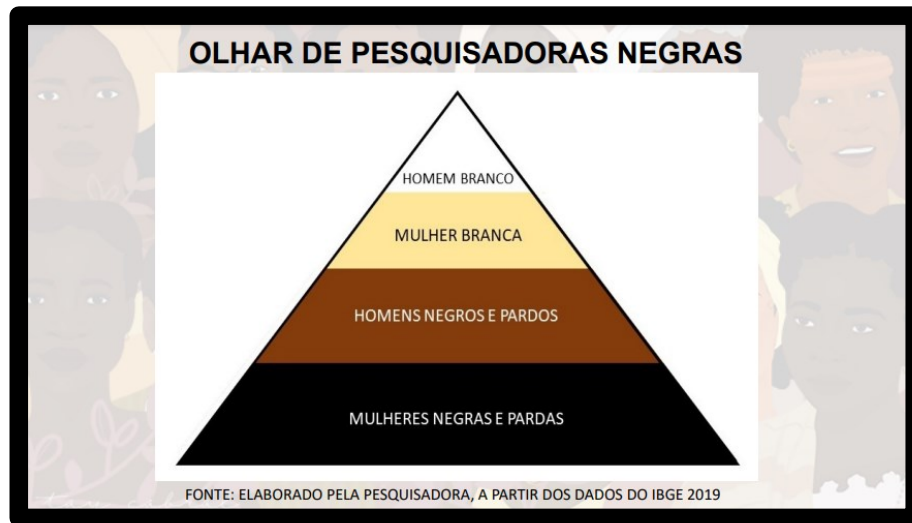 OLHAR DE PESQUISADORAS NEGRAS
HOMEM BRANCO
MULHER BRANCA
HOMENS NEGROS E PARDOS
MULHERES NEGRAS E PARDAS
FONTE: ELABORADO PELA PESQUISADORA, A PARTIR DOS DADOS DO IBGE 2019